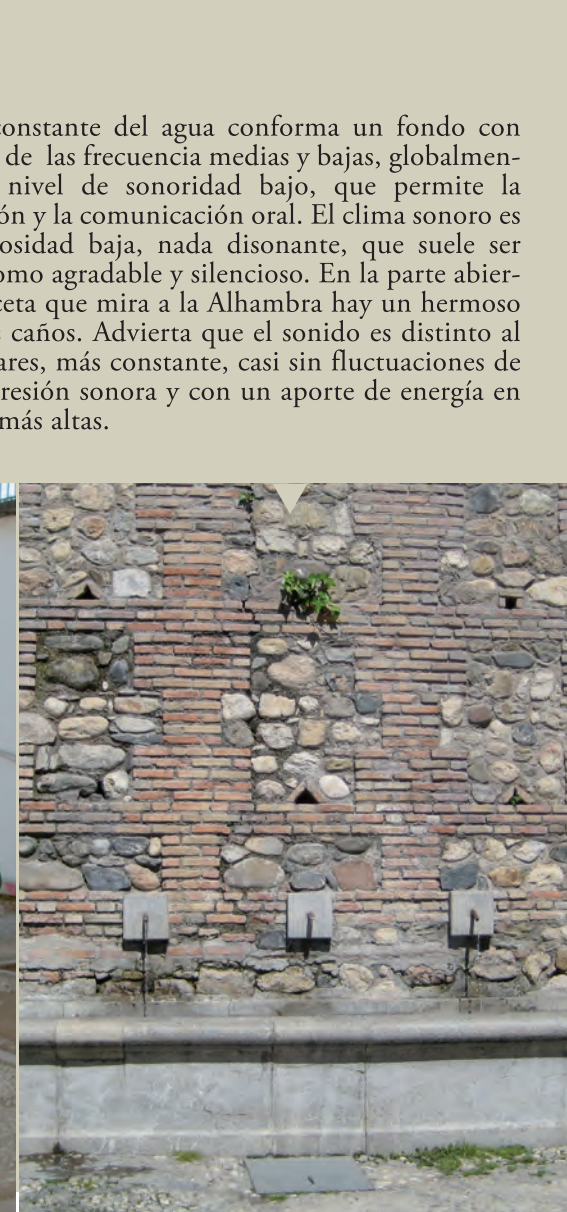 constante del agua conforma un fondo con
de las frecuencia medias y bajas, globalmen-
nivel de sonoridad bajo, que permite la
ón y la comunicación oral. El clima sonoro es
osidad baja, nada disonante, que suele ser
omo agradable y silencioso. En la parte abier-
ceta que mira a la Alhambra hay un hermoso
caños. Advierta que el sonido es distinto al
ares, más constante, casi sin fluctuaciones de
resión sonora y con un aporte de energía en
más altas.